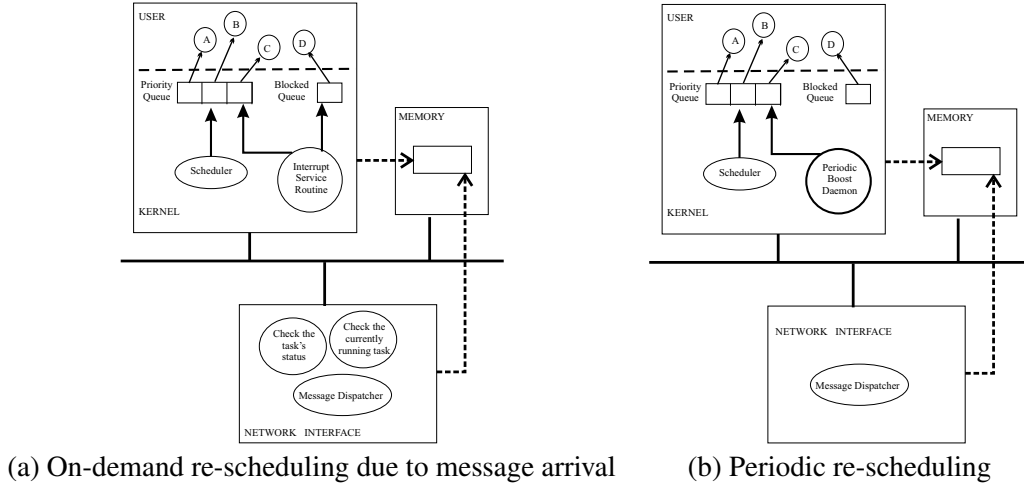 USER
A
B
C
D
Priority
Queue
Blocked
Queue
Scheduler
Interrupt
Service
Routine
KERNEL
MEMORY
Check the
task's
status
Check the
currently
running task
Message Dispatcher
NETWORK INTERFACE
(a) On-demand re-scheduling due to message arrival
USER
A
B
C
D
Priority
Queue
Blocked
Queue
Scheduler
Periodic
Boost
Daemon
KERNEL
MEMORY
NETWORK INTERFACE
Message Dispatcher
(b) Periodic re-scheduling